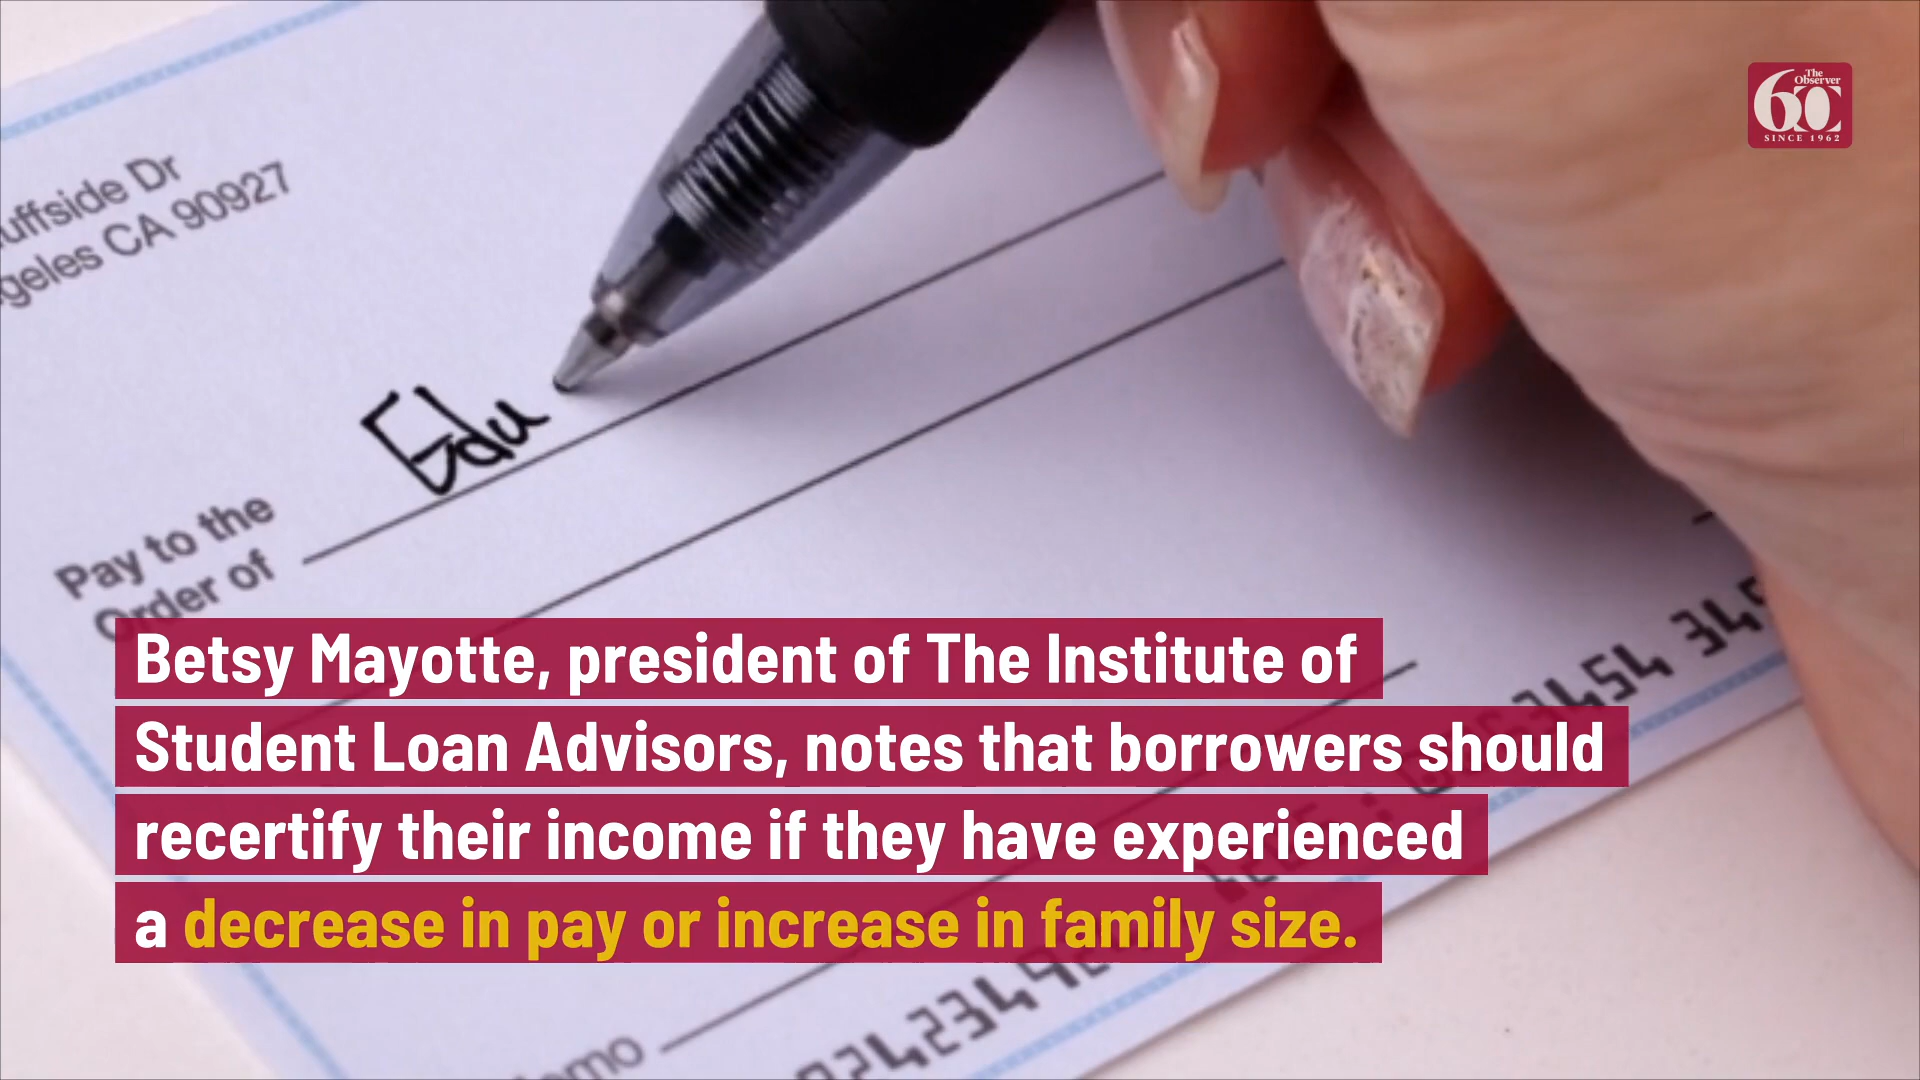 The
Observer
60
SINCE 1962
uffside Dr
geles CA 90927
Edu
Pay to the
Order of
Betsy Mayotte, president of The Institute of
Student Loan Advisors, notes that borrowers should
recertify their income if they have experienced
a decrease in pay or increase in family size.